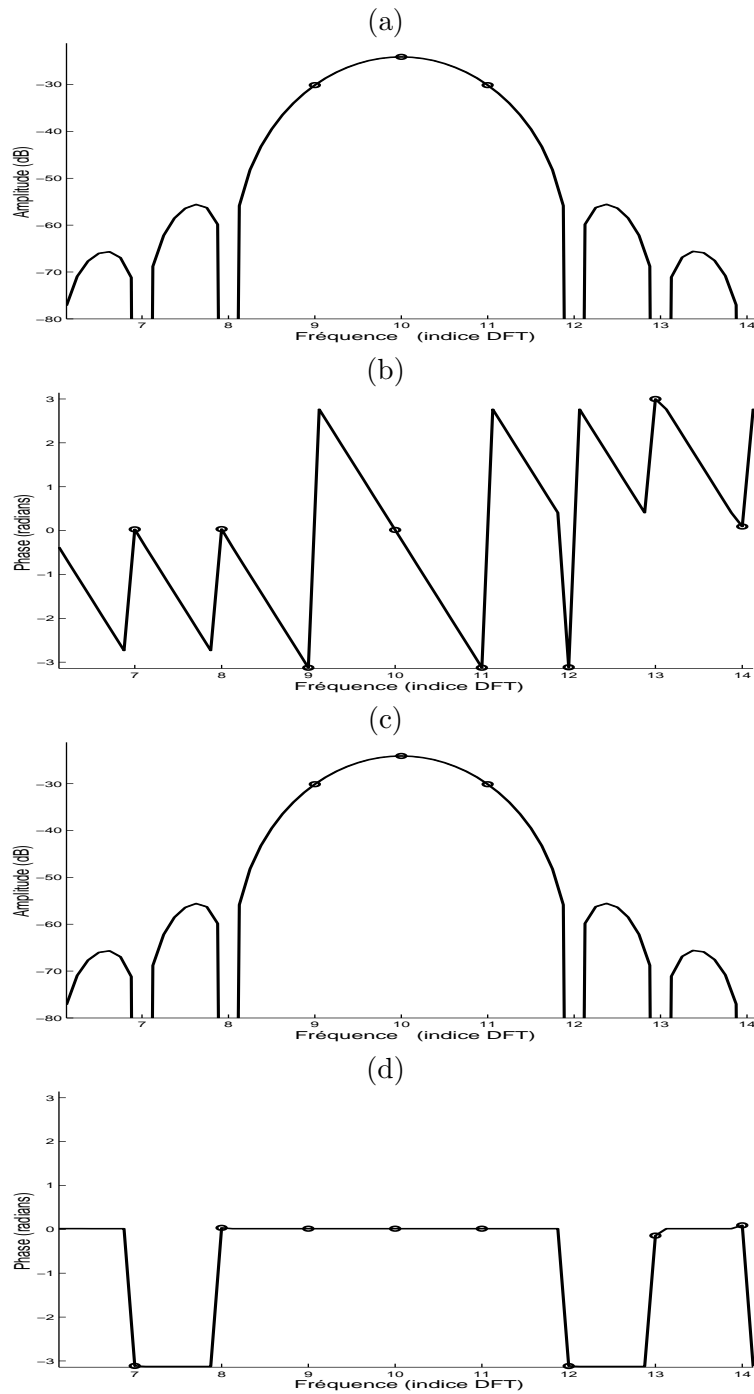 (a)
Amplitude (dB)
−30
−40
−50
−60
−70
−80
7 8 9 10 11 12 13 14
Fréquence (indice DFT)
(b)
Phase (radians)
3
2
1
0
−1
−2
−3
7 8 9 10 11 12 13 14
Fréquence (indice DFT)
(c)
Amplitude (dB)
−30
−40
−50
−60
−70
−80
7 8 9 10 11 12 13 14
Fréquence (indice DFT)
(d)
Phase (radians)
3
2
1
0
−1
−2
−3
7 8 9 10 11 12 13 14
Fréquence (indice DFT)